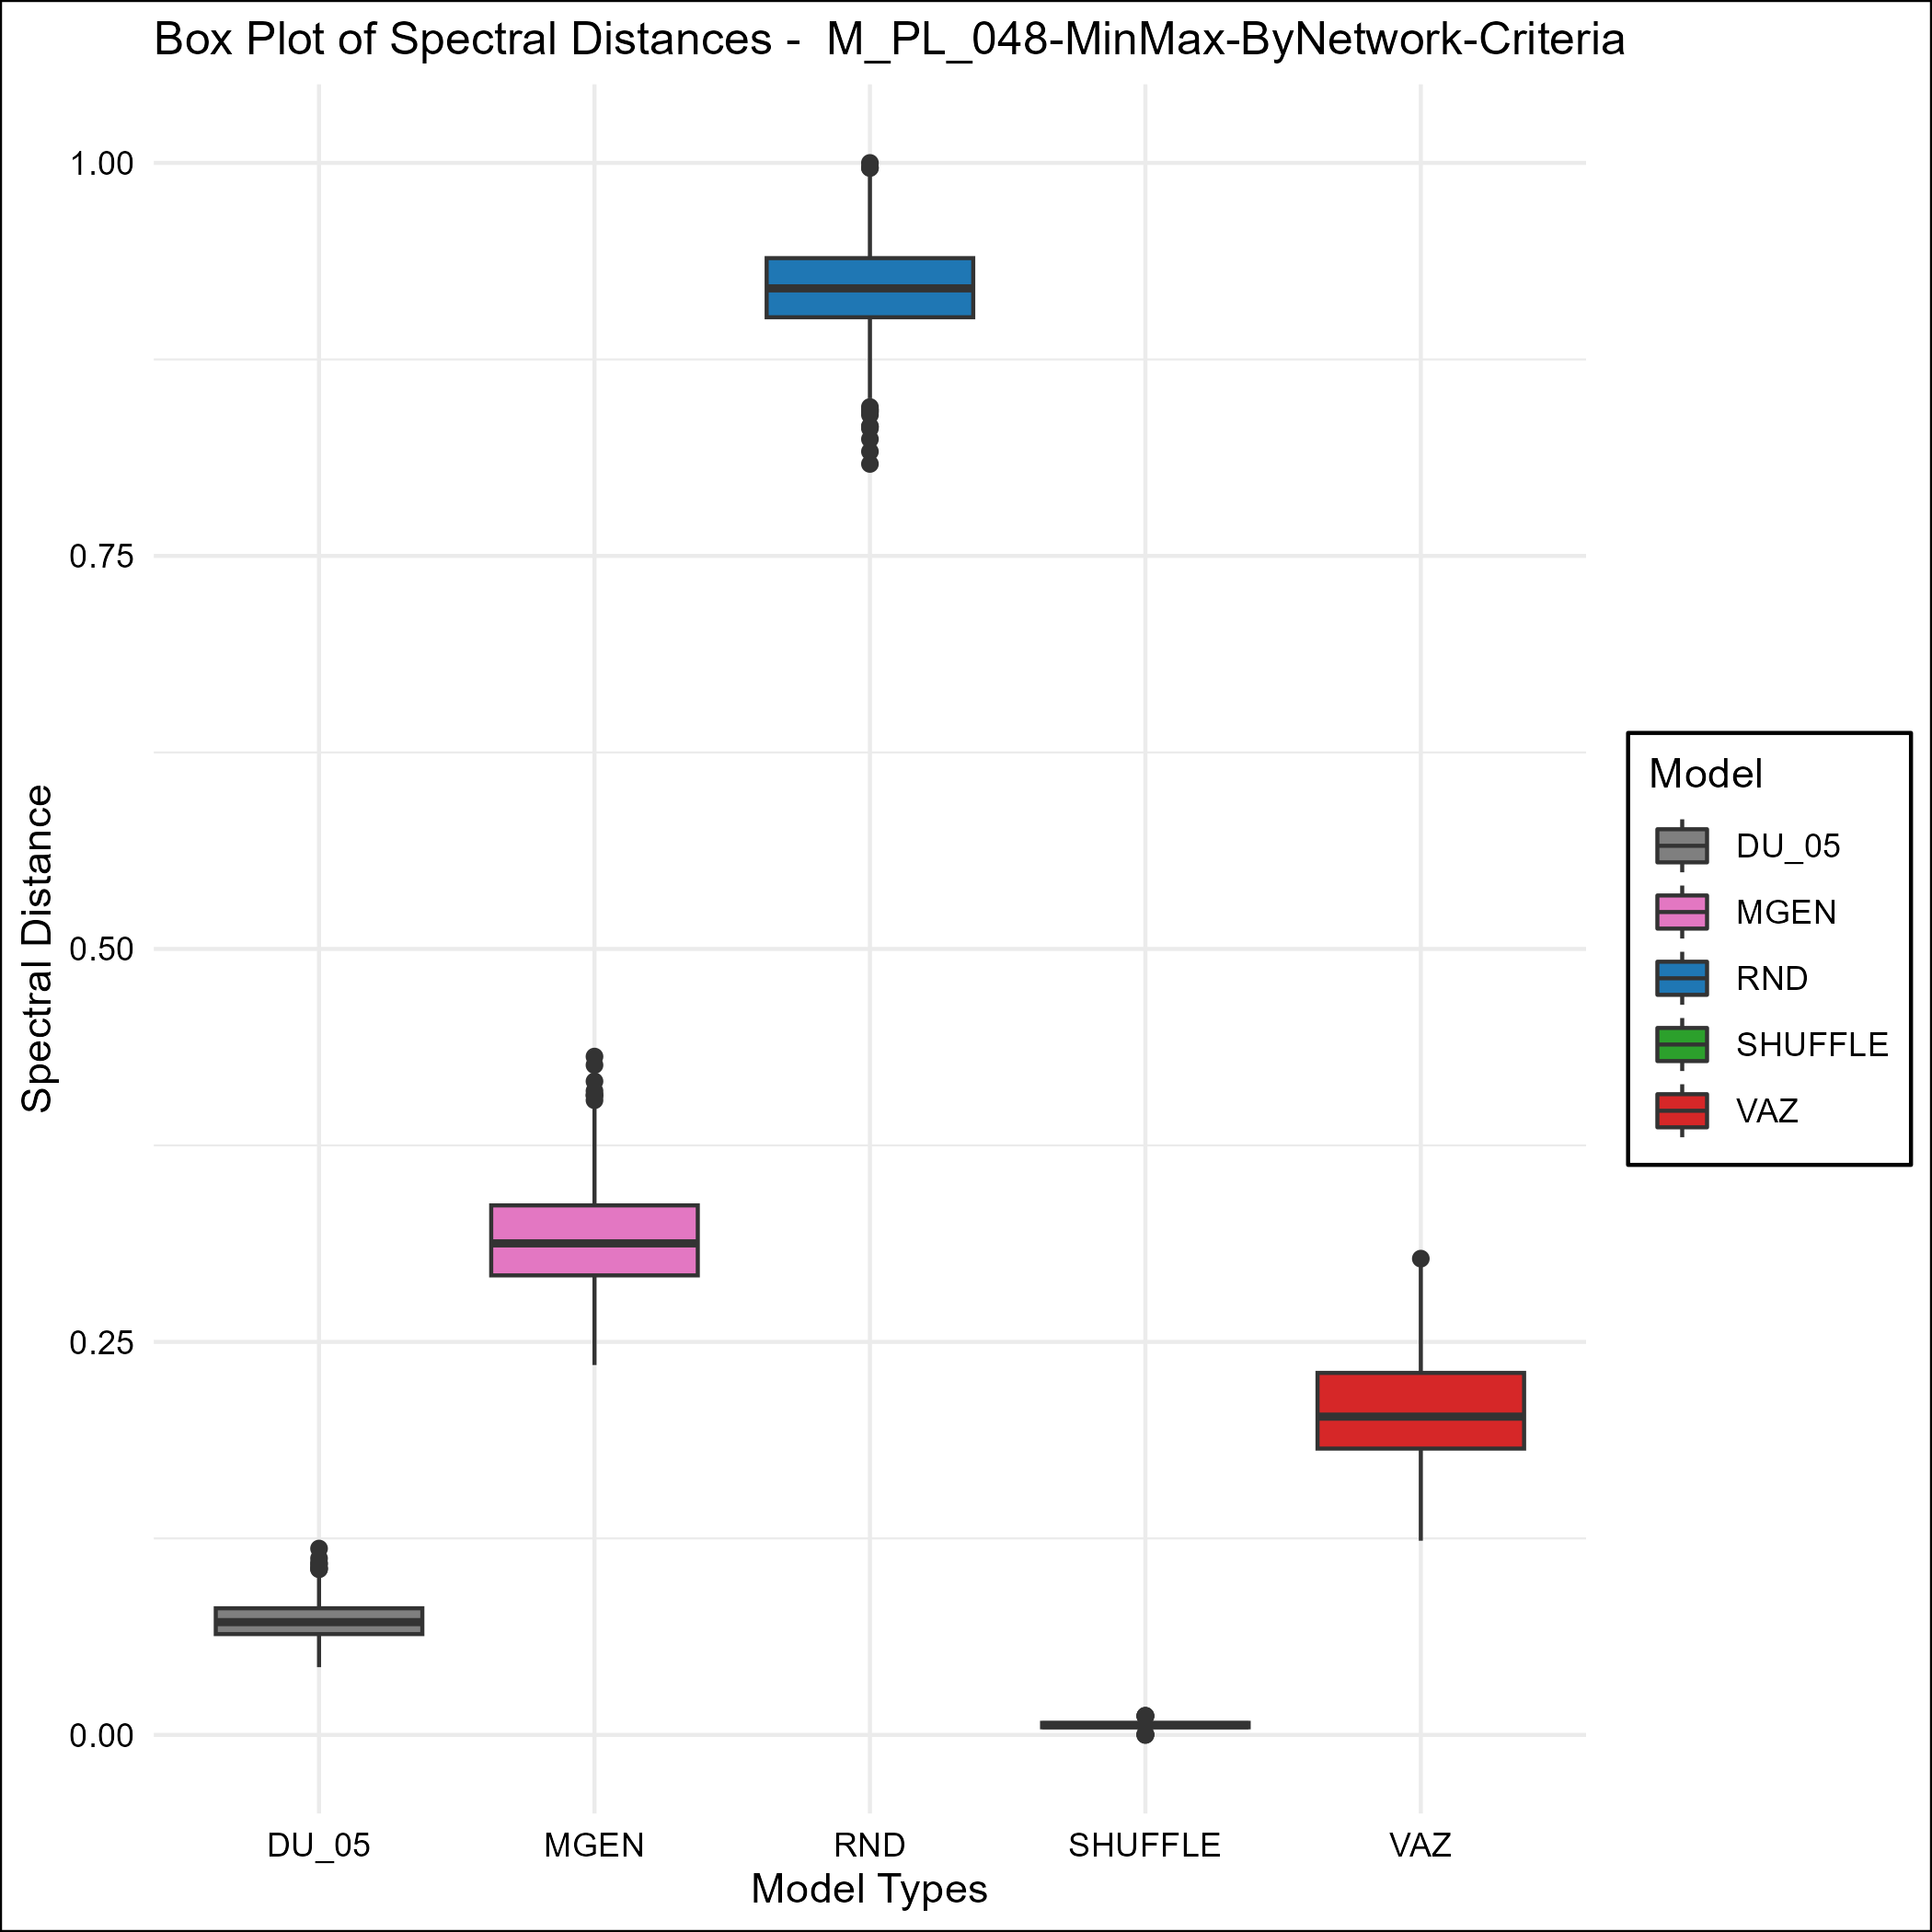 Box Plot of Spectral Distances -  M_PL_048-MinMax-ByNetwork-Criteria
Spectral Distance
1.00
0.75
0.50
0.25
0.00
DU_05
MGEN
RND
SHUFFLE
VAZ
Model Types
Model
DU_05
MGEN
RND
SHUFFLE
VAZ